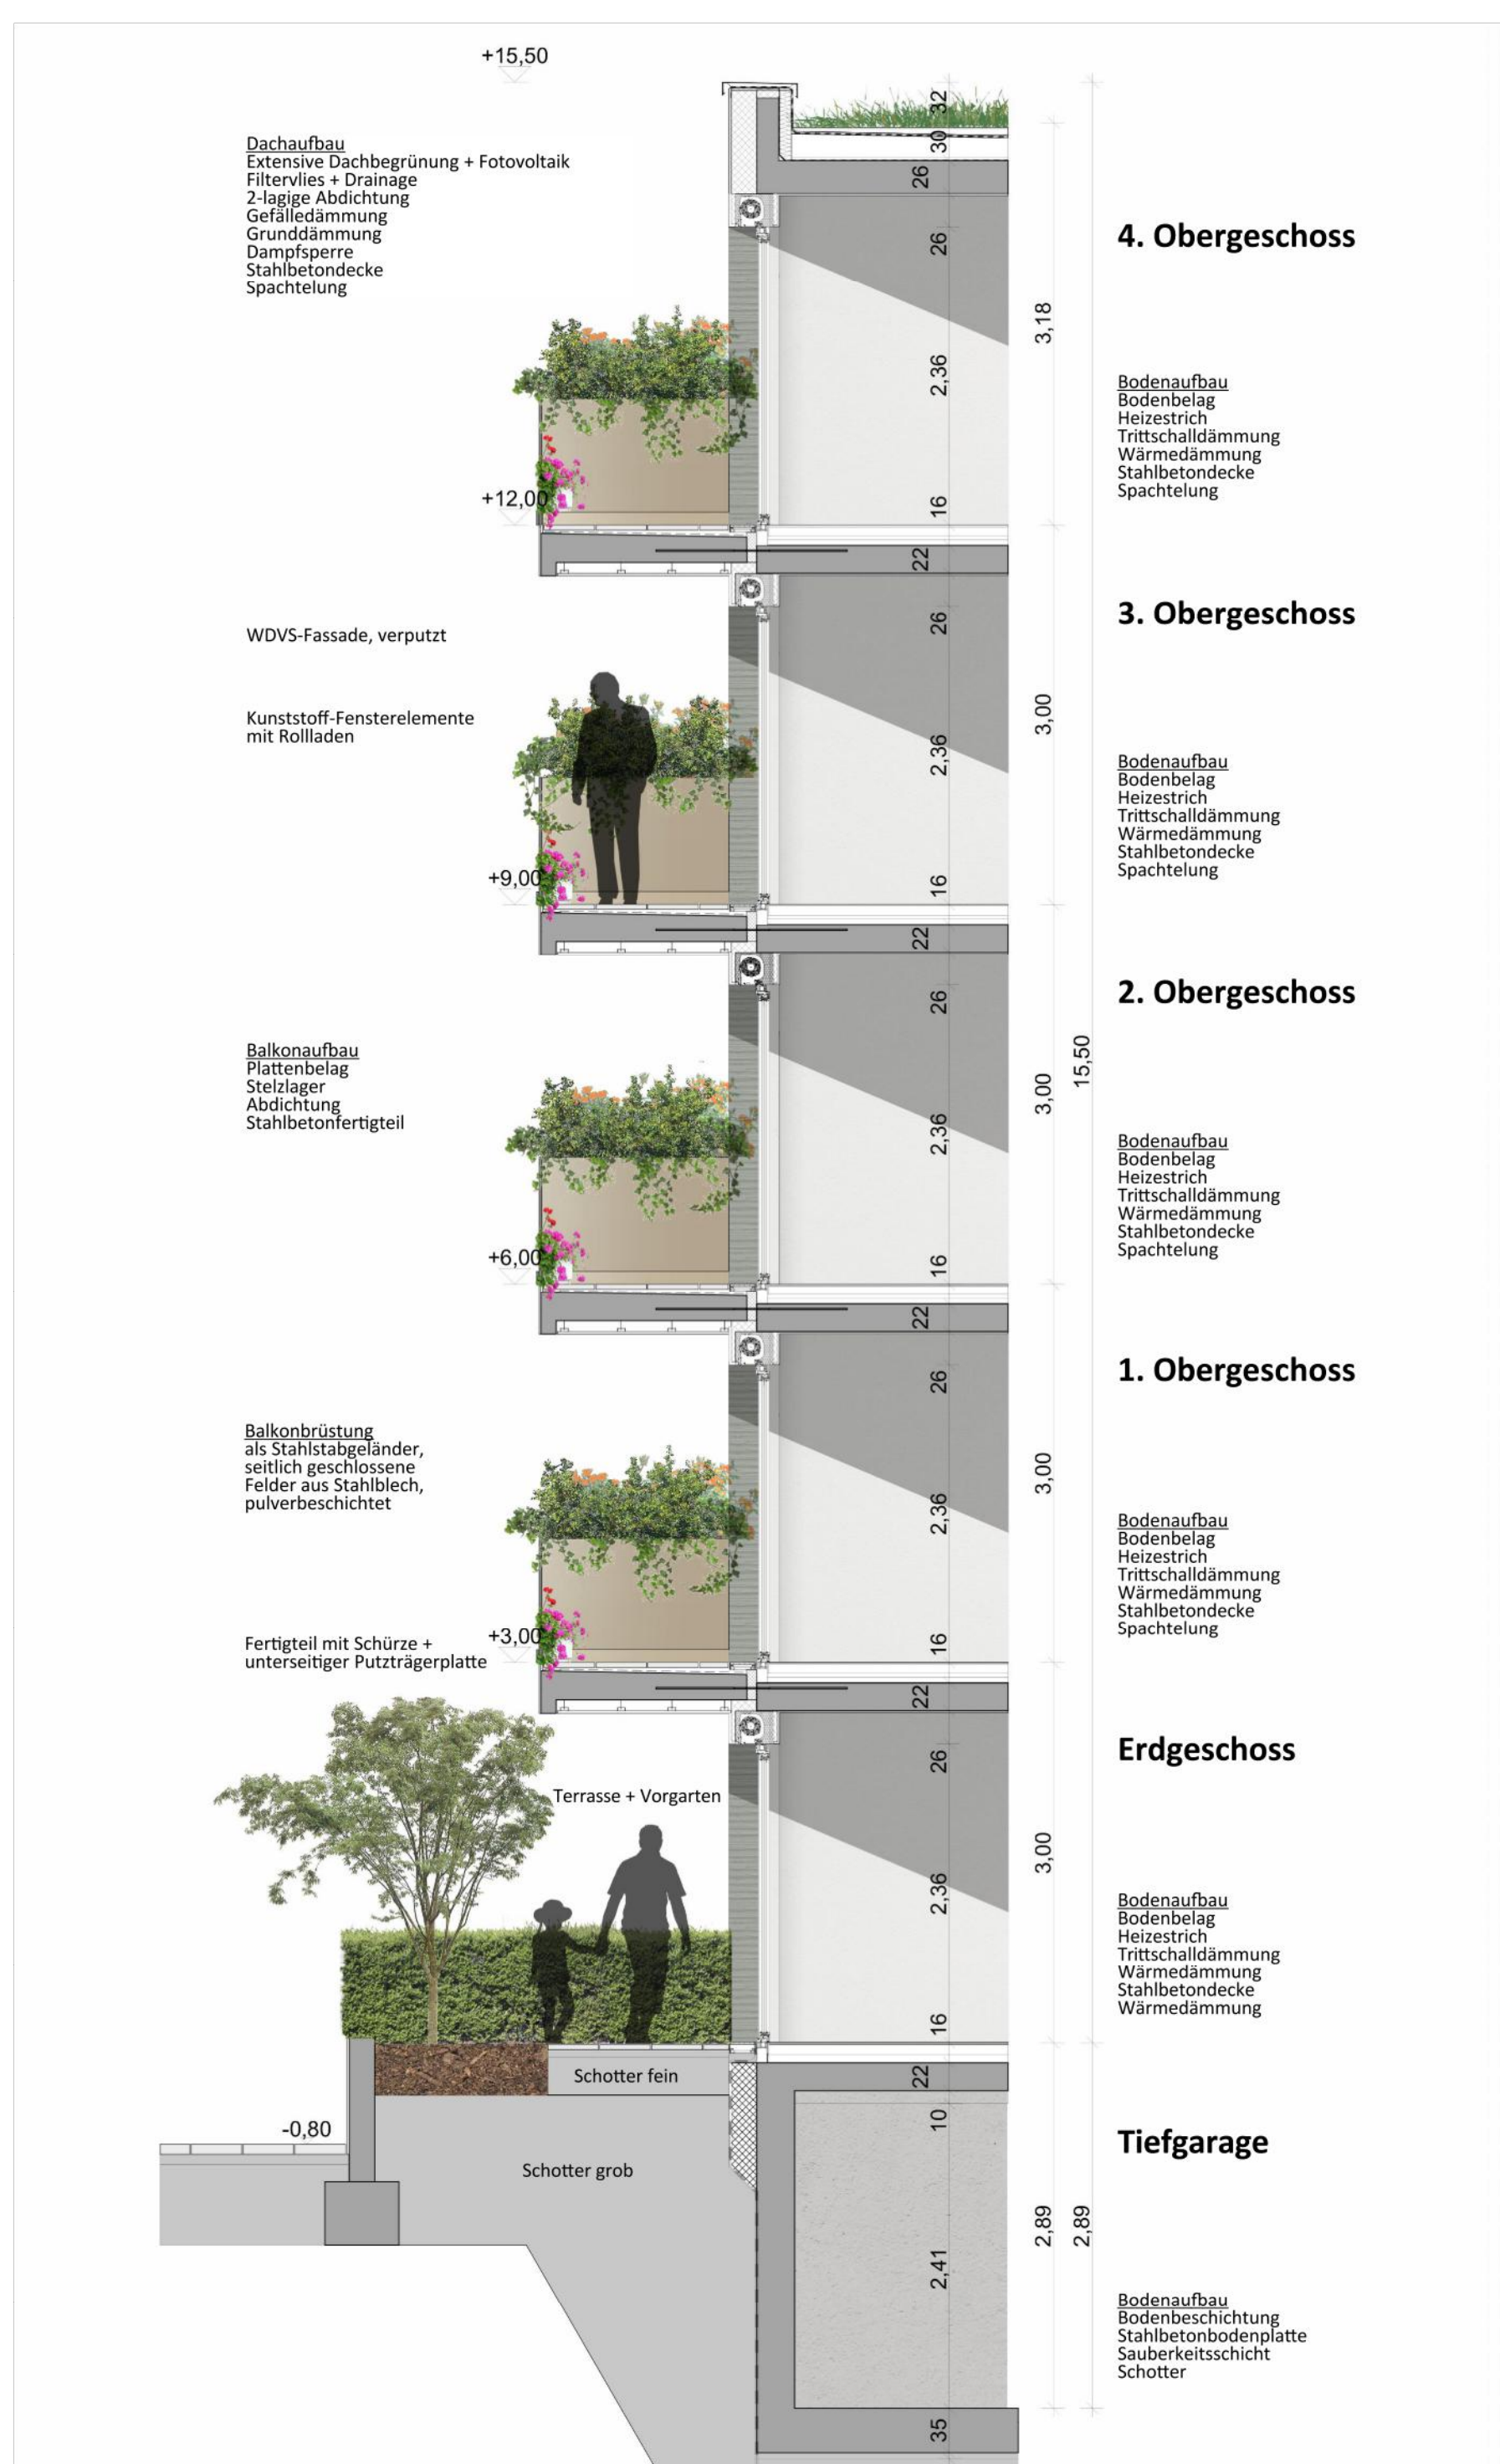 +15,50
Dachaufbau
Extensive Dachbegrünung + Fotovoltaik
Filtervlies + Drainage
2-lagige Abdichtung
Gefälledämmung
Grunddämmung
Dampfsperre
Stahlbetondecke
Spachtelung
32
30
26
4. Obergeschoss
26
3,18
2,36
Bodenaufbau
Bodenbelag
Heizestrich
Trittschalldämmung
Wärmedämmung
Stahlbetondecke
Spachtelung
+12,00
16
22
3. Obergeschoss
WDVS-Fassade, verputzt
26
Kunststoff-Fensterelemente
mit Rollladen
3,00
2,36
Bodenaufbau
Bodenbelag
Heizestrich
Trittschalldämmung
Wärmedämmung
Stahlbetondecke
Spachtelung
+9,00
16
22
2. Obergeschoss
26
15,50
Balkonaufbau
Plattenbelag
Stelzlager
Abdichtung
Stahlbetonfertigteil
3,00
2,36
Bodenaufbau
Bodenbelag
Heizestrich
Trittschalldämmung
Wärmedämmung
Stahlbetondecke
Spachtelung
+6,00
16
22
1. Obergeschoss
26
Balkonbrüstung
als Stahlstabgeländer,
seitlich geschlossene
Felder aus Stahlblech,
pulverbeschichtet
3,00
2,36
Bodenaufbau
Bodenbelag
Heizestrich
Trittschalldämmung
Wärmedämmung
Stahlbetondecke
Spachtelung
Fertigteil mit Schürze +
unterseitiger Putzträgerplatte
+3,00
16
22
Erdgeschoss
26
Terrasse + Vorgarten
3,00
2,36
Bodenaufbau
Bodenbelag
Heizestrich
Trittschalldämmung
Wärmedämmung
Stahlbetondecke
Wärmedämmung
16
Schotter fein
22
-0,80
10
Tiefgarage
Schotter grob
2,89
2,89
2,41
Bodenaufbau
Bodenbeschichtung
Stahlbetonbodenplatte
Sauberkeitsschicht
Schotter
35